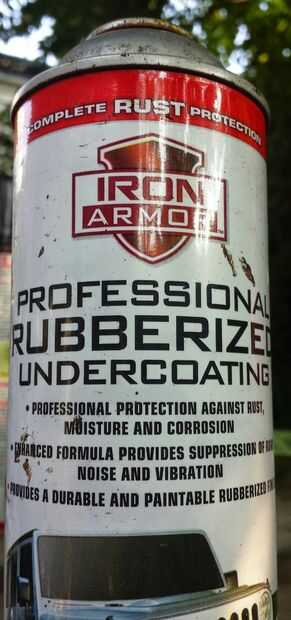 COMPLETE RUST PROTECTION
IRON
ARMOR
PROFESSIONAL
RUBBERIZED
UNDERCOATING
• PROFESSIONAL PROTECTION AGAINST RUST,
MOISTURE AND CORROSION
• ENHANCED FORMULA PROVIDES SUPPRESSION OF
NOISE AND VIBRATION
• PROVIDES A DURABLE AND PAINTABLE RUBBERIZED